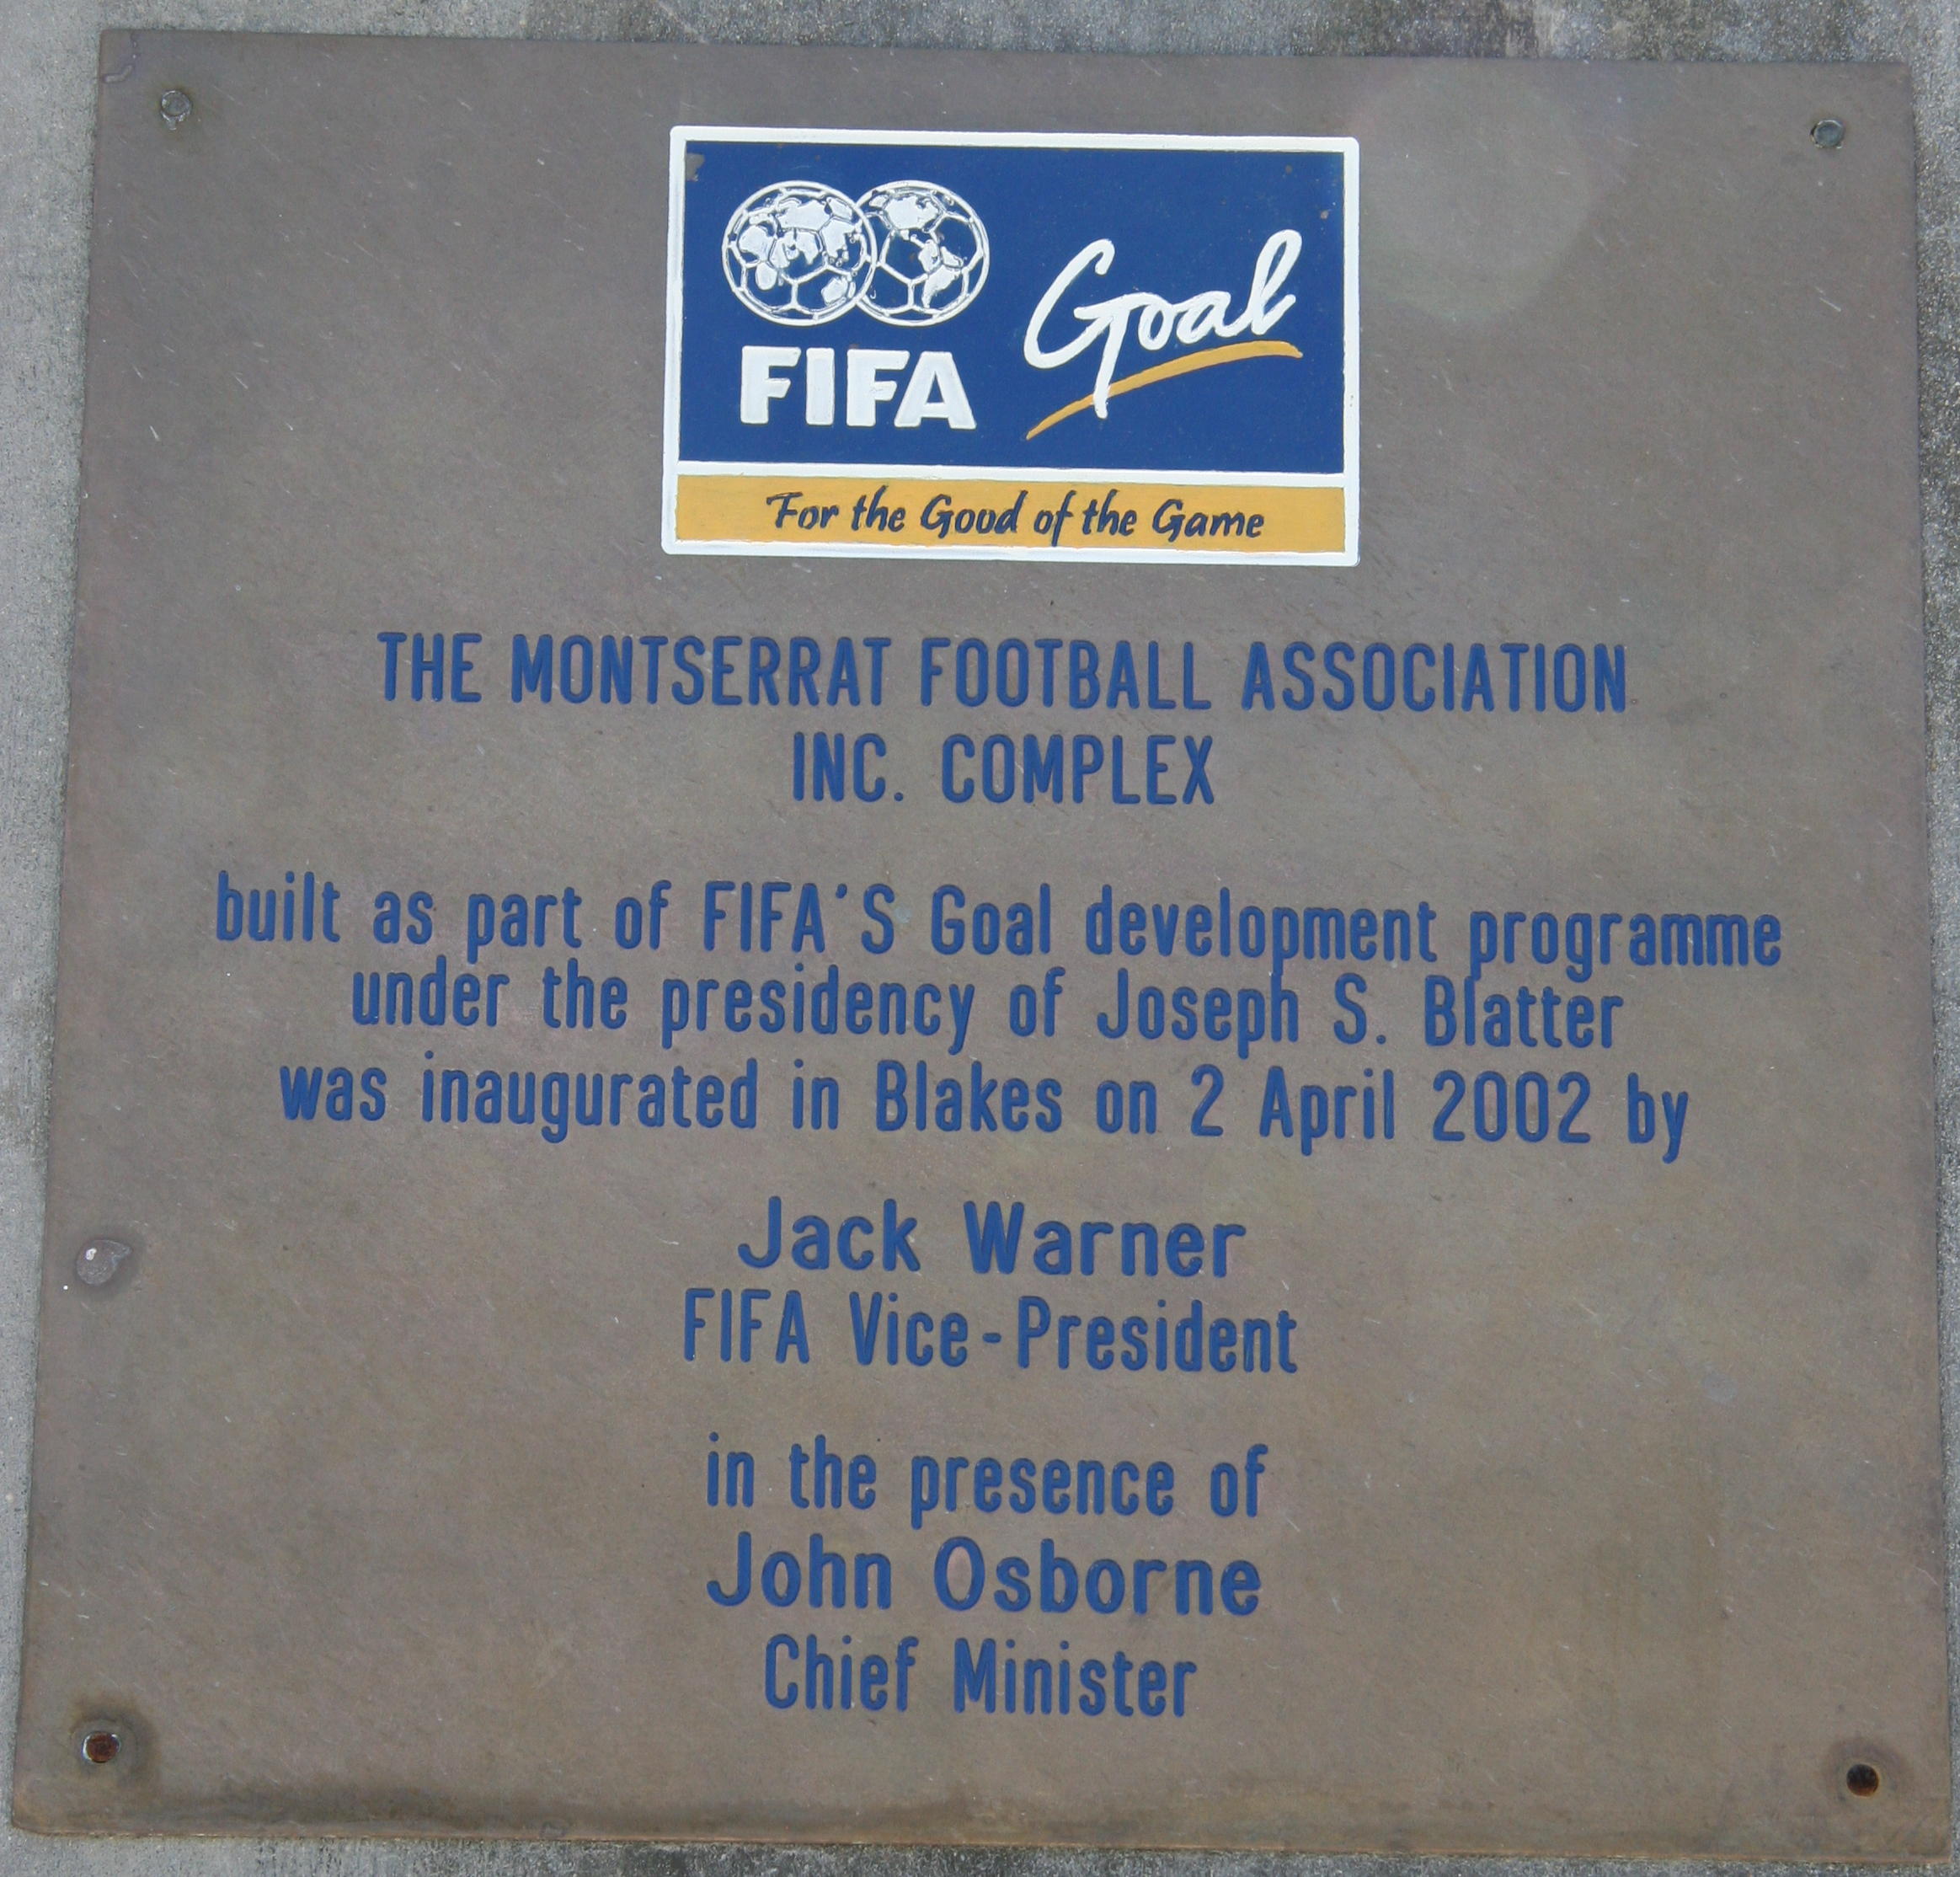 FIFA Goal
For the Good of the Game
THE MONTSERRAT FOOTBALL ASSOCIATION
INC. COMPLEX
built as part of FIFA'S Goal development programme
under the presidency of Joseph S. Blatter
was inaugurated in Blakes on 2 April 2002 by
Jack Warner
FIFA Vice-President
in the presence of
John Osborne
Chief Minister